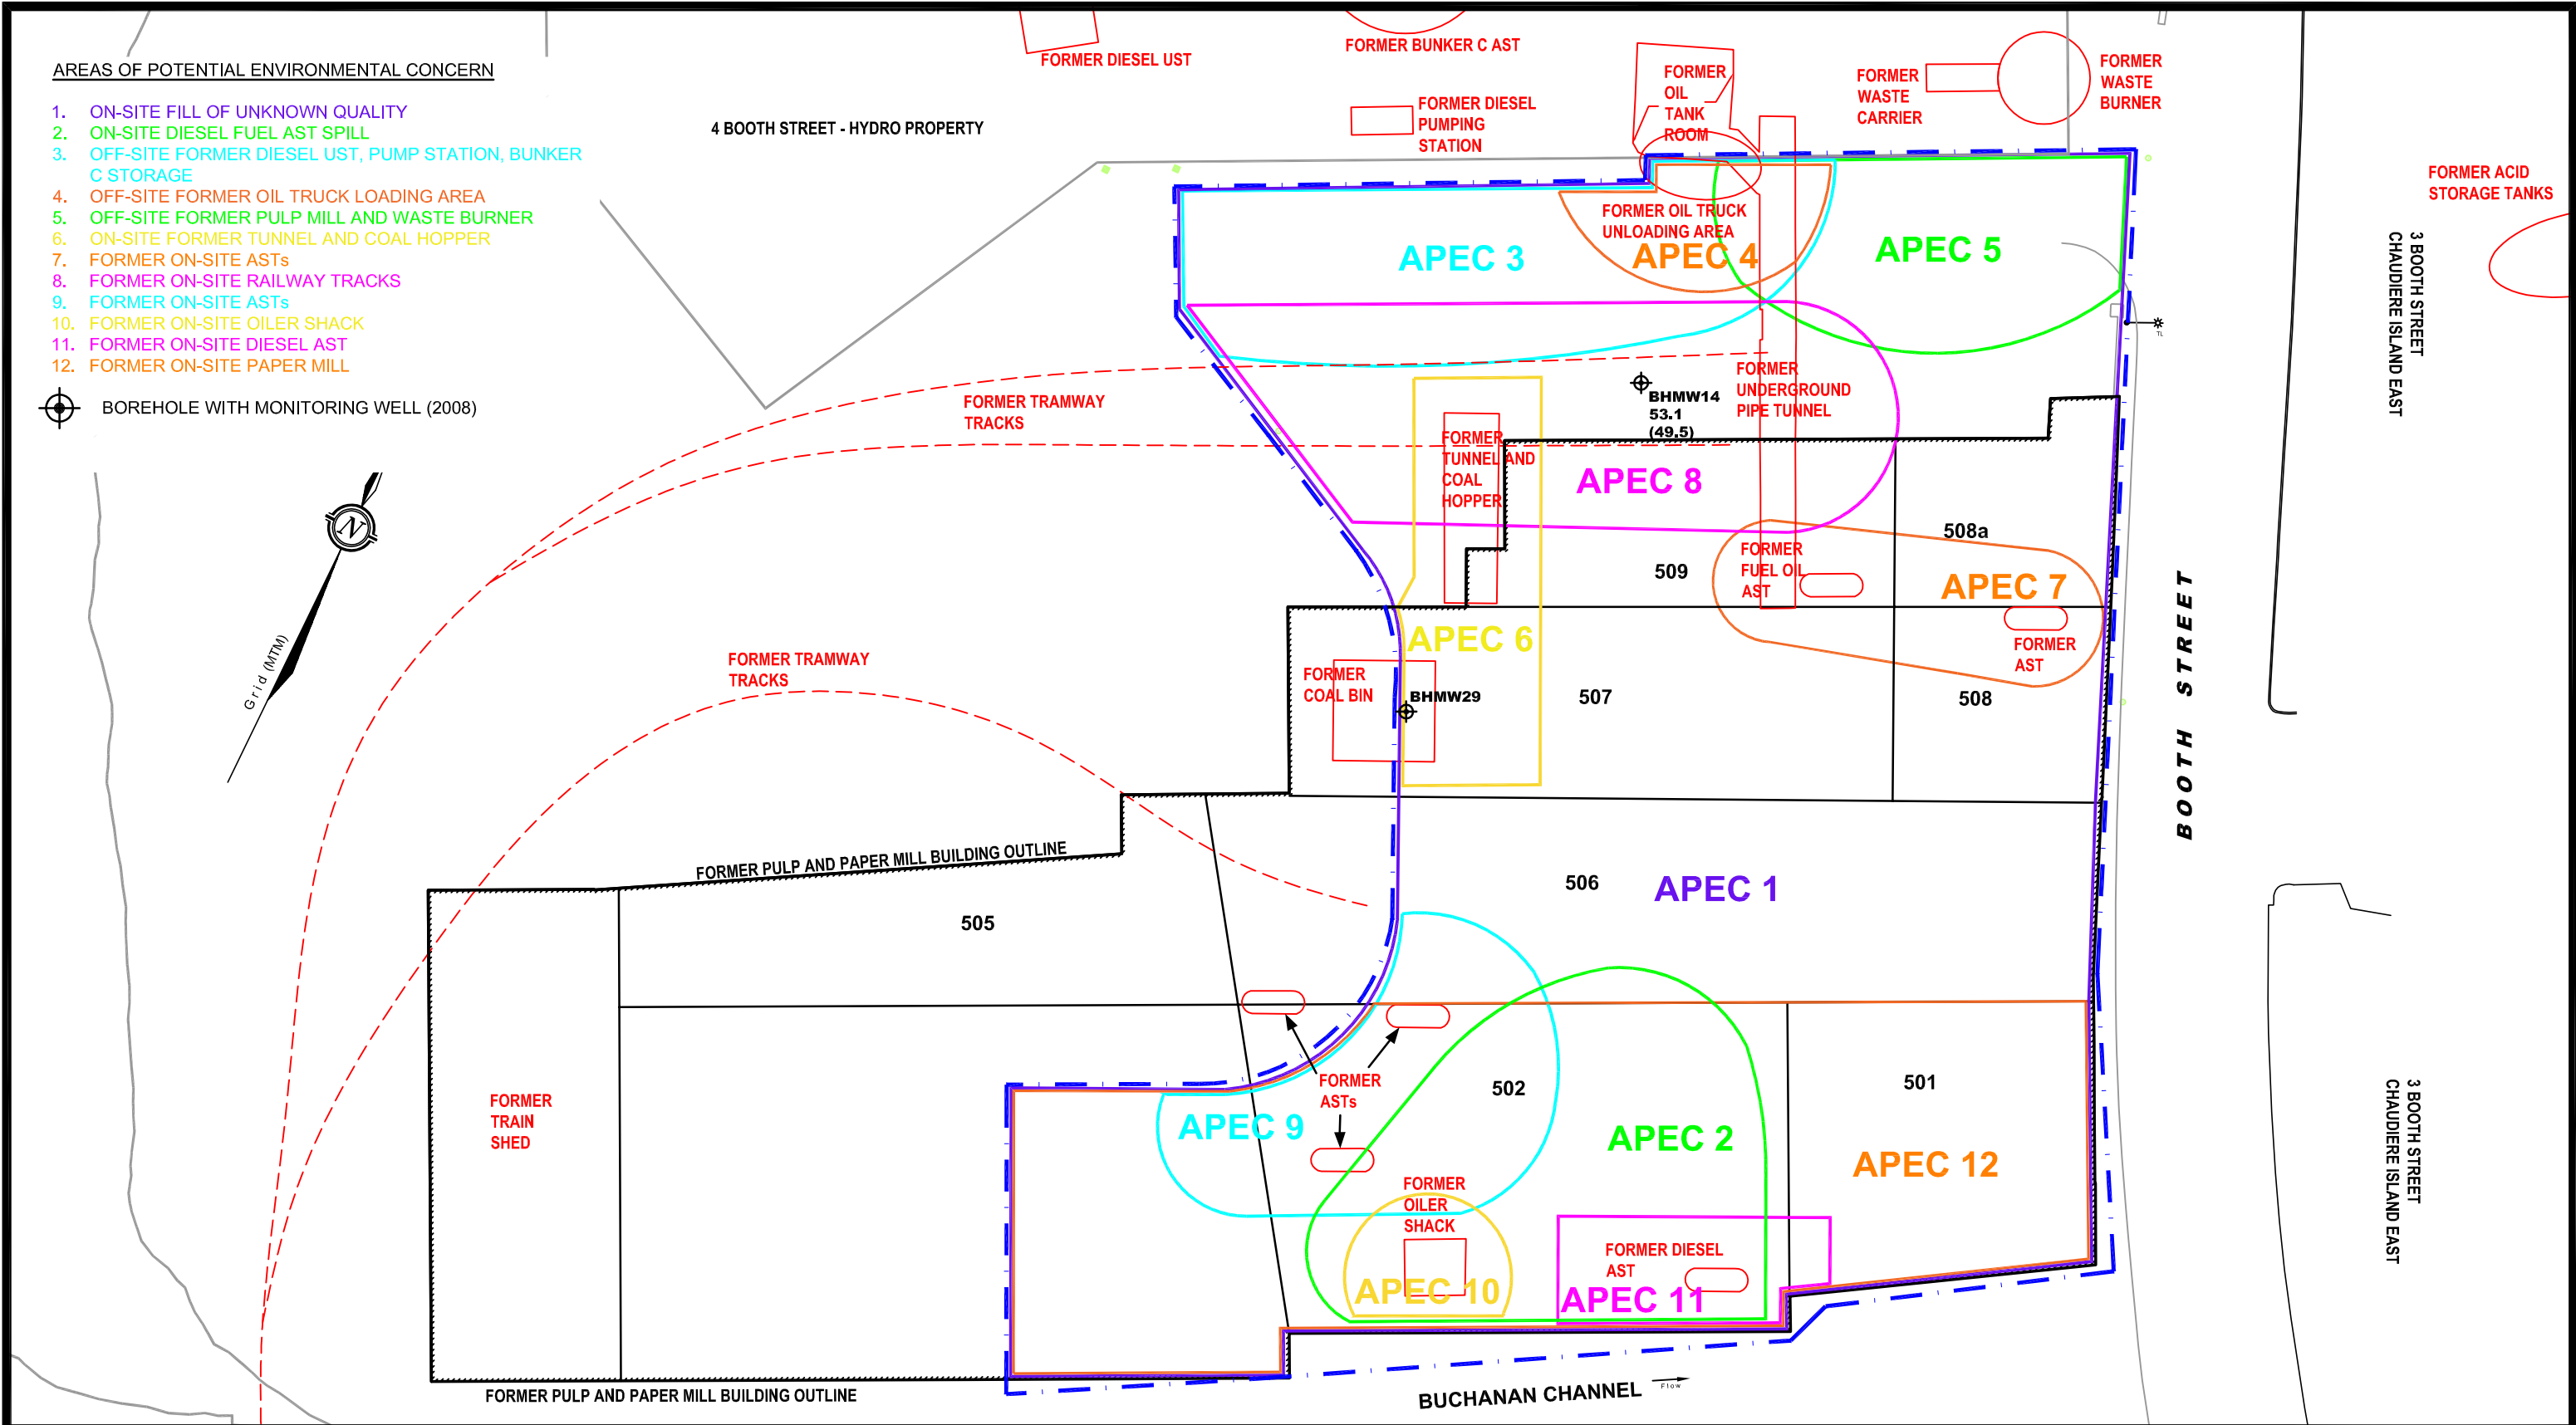 AREAS OF POTENTIAL ENVIRONMENTAL CONCERN
1. ON-SITE FILL OF UNKNOWN QUALITY
2. ON-SITE DIESEL FUEL AST SPILL
3. OFF-SITE FORMER DIESEL UST, PUMP STATION, BUNKER
C STORAGE
4. OFF-SITE FORMER OIL TRUCK LOADING AREA
5. OFF-SITE FORMER PULP MILL AND WASTE BURNER
6. ON-SITE FORMER TUNNEL AND COAL HOPPER
7. FORMER ON-SITE ASTs
8. FORMER ON-SITE RAILWAY TRACKS
9. FORMER ON-SITE ASTs
10. FORMER ON-SITE OILER SHACK
11. FORMER ON-SITE DIESEL AST
12. FORMER ON-SITE PAPER MILL
BOREHOLE WITH MONITORING WELL (2008)
N
Grid (MTM)
4 BOOTH STREET - HYDRO PROPERTY
FORMER DIESEL UST
FORMER BUNKER C AST
FORMER DIESEL
PUMPING
STATION
FORMER
OIL
TANK
ROOM
FORMER
WASTE
CARRIER
FORMER
WASTE
BURNER
FORMER ACID
STORAGE TANKS
FORMER OIL TRUCK
UNLOADING AREA
APEC 3
APEC 4
APEC 5
3 BOOTH STREET
CHAUDIERE ISLAND EAST
FORMER TRAMWAY
TRACKS
BHMW14
53.1
(49.5)
FORMER
UNDERGROUND
PIPE TUNNEL
FORMER
TUNNEL AND
COAL
HOPPER
APEC 8
508a
509
FORMER
FUEL OIL
AST
APEC 7
FORMER
AST
APEC 6
FORMER TRAMWAY
TRACKS
FORMER
COAL BIN
BHMW29
507
508
BOOTH STREET
FORMER PULP AND PAPER MILL BUILDING OUTLINE
505
506
APEC 1
FORMER
TRAIN
SHED
FORMER
ASTs
502
501
APEC 9
APEC 2
APEC 12
FORMER
OILER
SHACK
APEC 10
FORMER DIESEL
AST
APEC 11
3 BOOTH STREET
CHAUDIERE ISLAND EAST
FORMER PULP AND PAPER MILL BUILDING OUTLINE
BUCHANAN CHANNEL
Flow